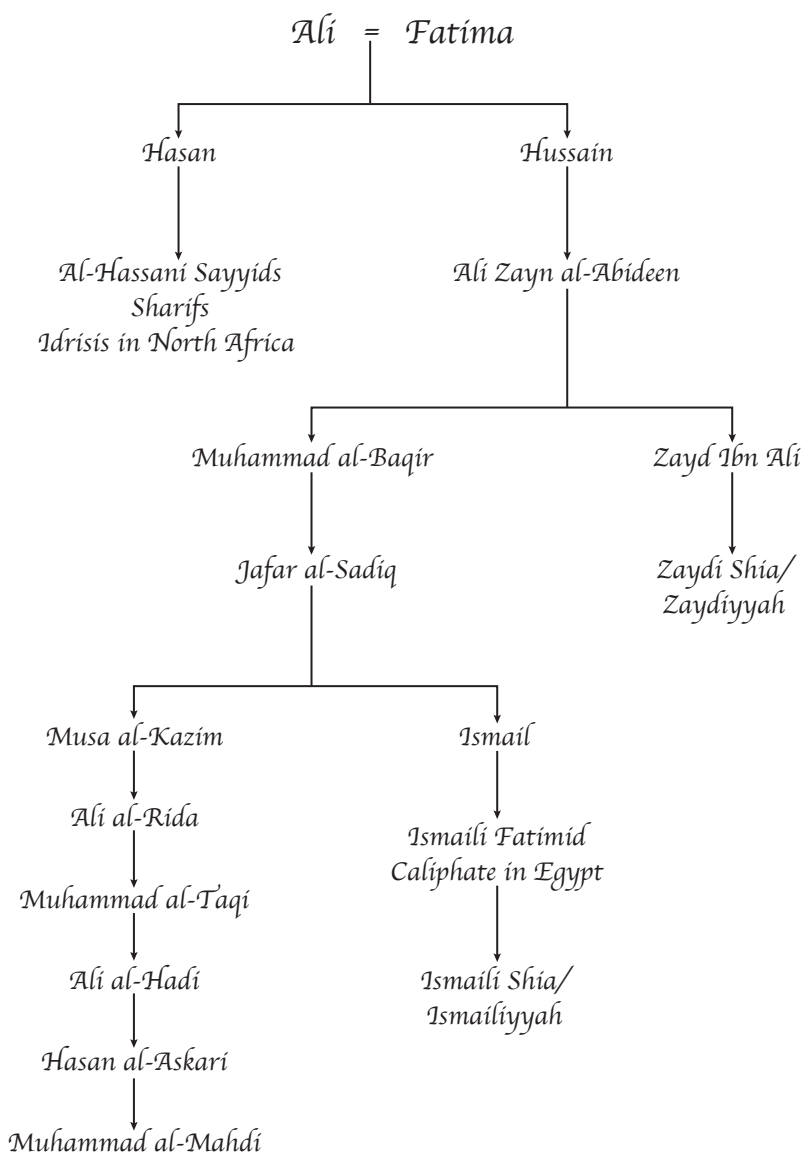 Ali = Fatima
Hasan
Hussain
Al-Hassani Sayyids
Sharifs
Idrisis in North Africa
Ali Zayn al-Abideen
Muhammad al-Baqir
Zayd Ibn Ali
Jafar al-Sadiq
Zaydi Shia/
Zaydiyyah
Musa al-Kazim
Ismail
Ali al-Rida
Ismaili Fatimid
Caliphate in Egypt
Muhammad al-Taqi
Ali al-Hadi
Ismaili Shia/
Ismailiyyah
Hasan al-Askari
Muhammad al-Mahdi